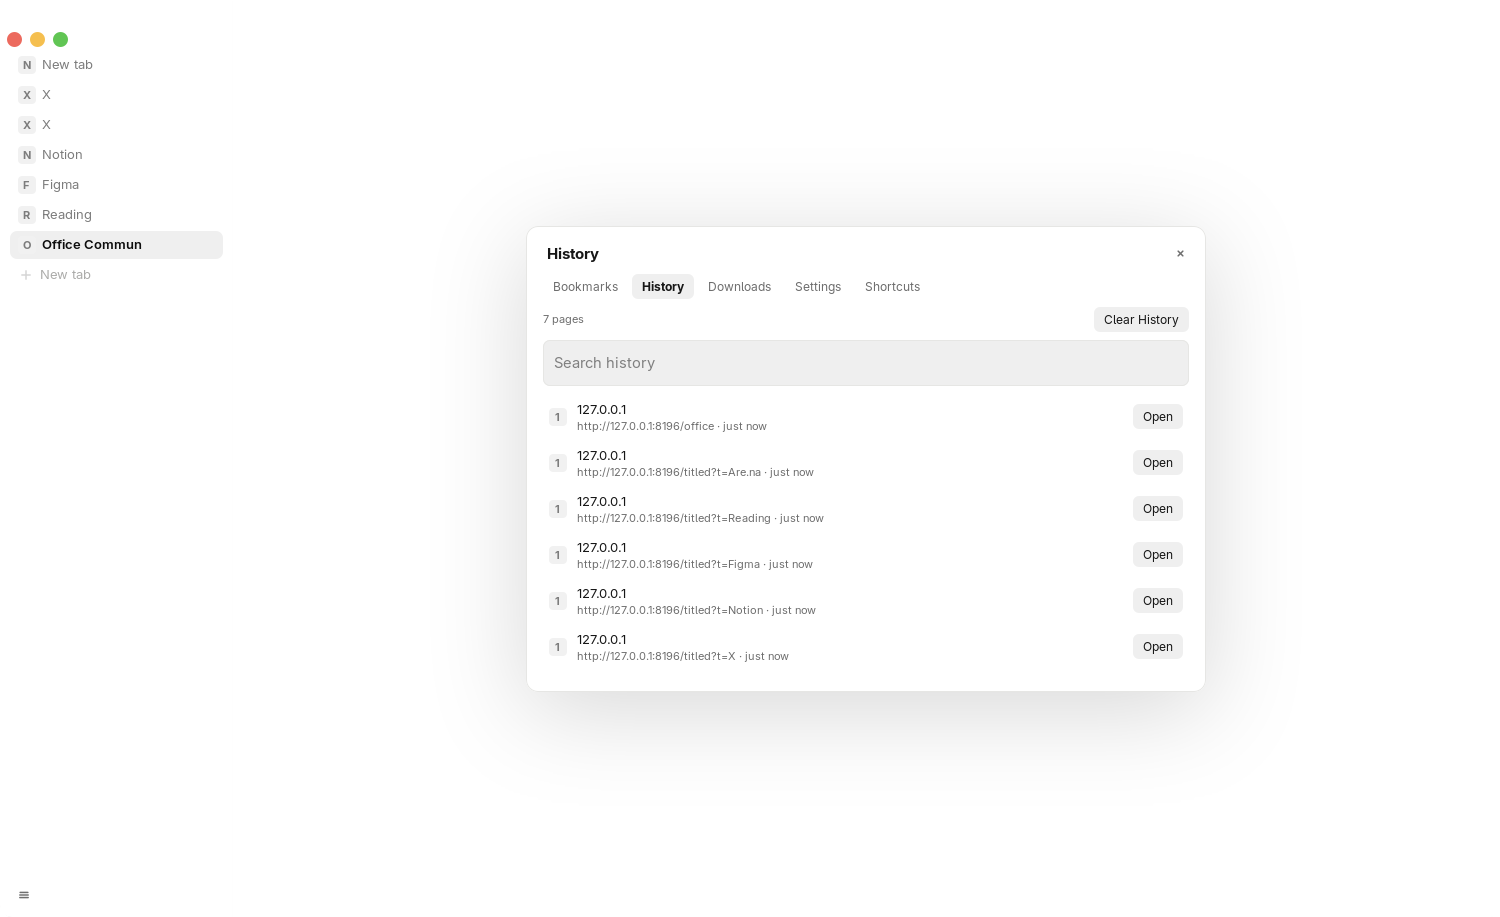 N New tab
X X
X X
N Notion
F Figma
R Reading
O Office Commun
+ New tab
History ×
Bookmarks History Downloads Settings Shortcuts
7 pages Clear History
Search history
1 127.0.0.1 Open
http://127.0.0.1:8196/office · just now
1 127.0.0.1 Open
http://127.0.0.1:8196/titled?t=Are.na · just now
1 127.0.0.1 Open
http://127.0.0.1:8196/titled?t=Reading · just now
1 127.0.0.1 Open
http://127.0.0.1:8196/titled?t=Figma · just now
1 127.0.0.1 Open
http://127.0.0.1:8196/titled?t=Notion · just now
1 127.0.0.1 Open
http://127.0.0.1:8196/titled?t=X · just now